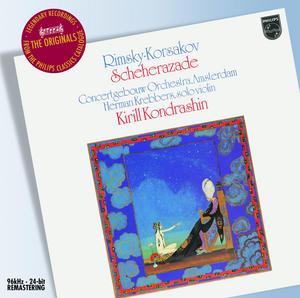 LEGENDARY RECORDINGS
THE ORIGINALS
FROM THE PHILIPS CLASSICS CATALOGUE
PHILIPS
Rimsky-Korsakov
Schéherazade
Concertgebouw Orchestra, Amsterdam
Herman Krebbers, solo violin
Kirill Kondrashin
96kHz · 24-bit
REMASTERING